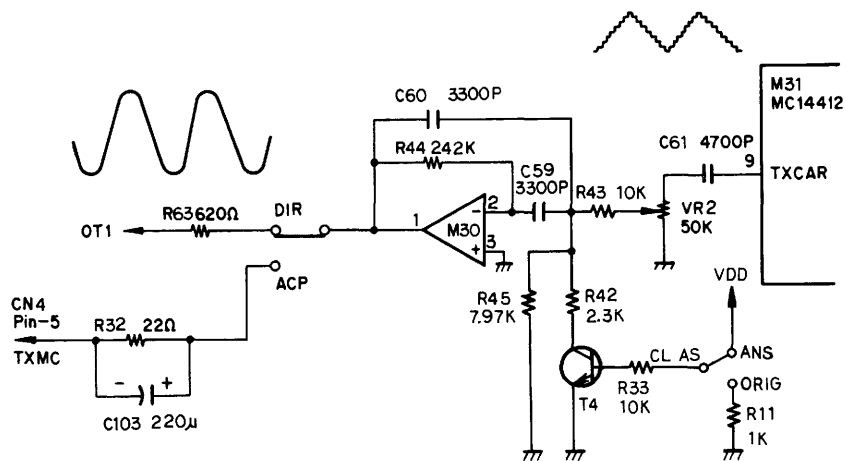 M31
MC14412
C60 3300P
C61 4700P
9
TXCAR
R44 242K
C59
3300P
R43 10K
VR2
50K
R63 620Ω
DIR
OT1
1
M30
- 2
+ 3
ACP
CN4
Pin-5
TXMC
R32 22Ω
- +
C103 220μ
R45
7.97K
R42
2.3K
VDD
CL AS
ANS
ORIG
T4
R33
10K
R11
1K